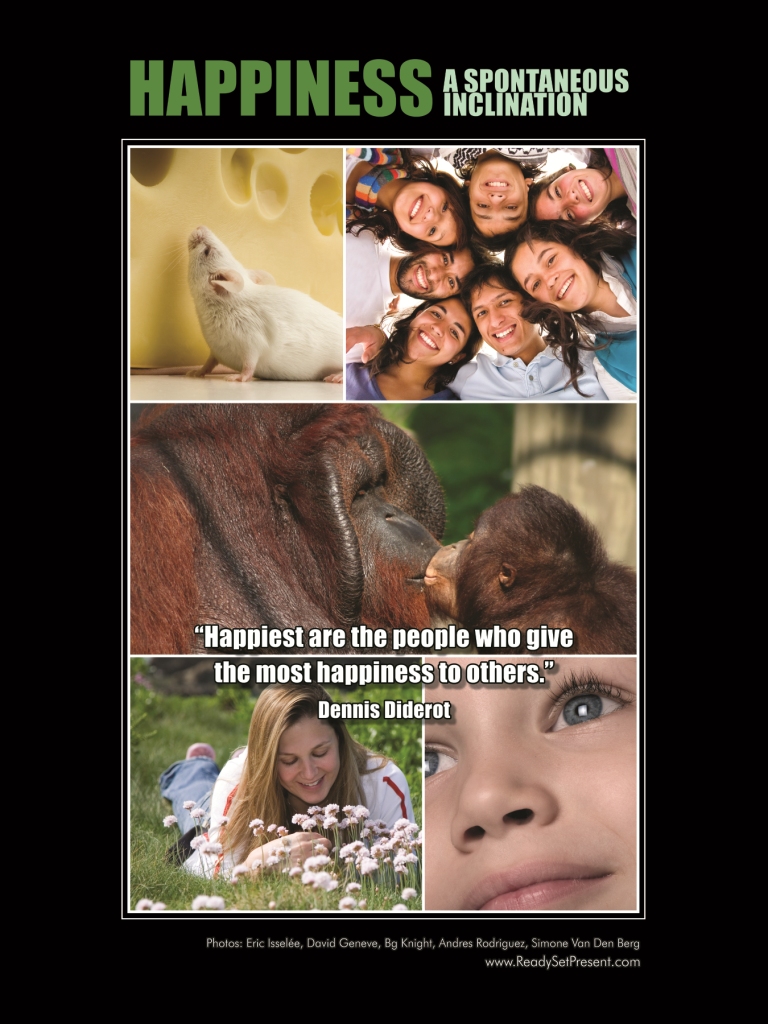 HAPPINESS A SPONTANEOUS
INCLINATION
“Happiest are the people who give
the most happiness to others.”
Dennis Diderot
Photos: Eric Isselée, David Geneve, Bg Knight, Andres Rodriguez, Simone Van Den Berg
www.ReadySetPresent.com